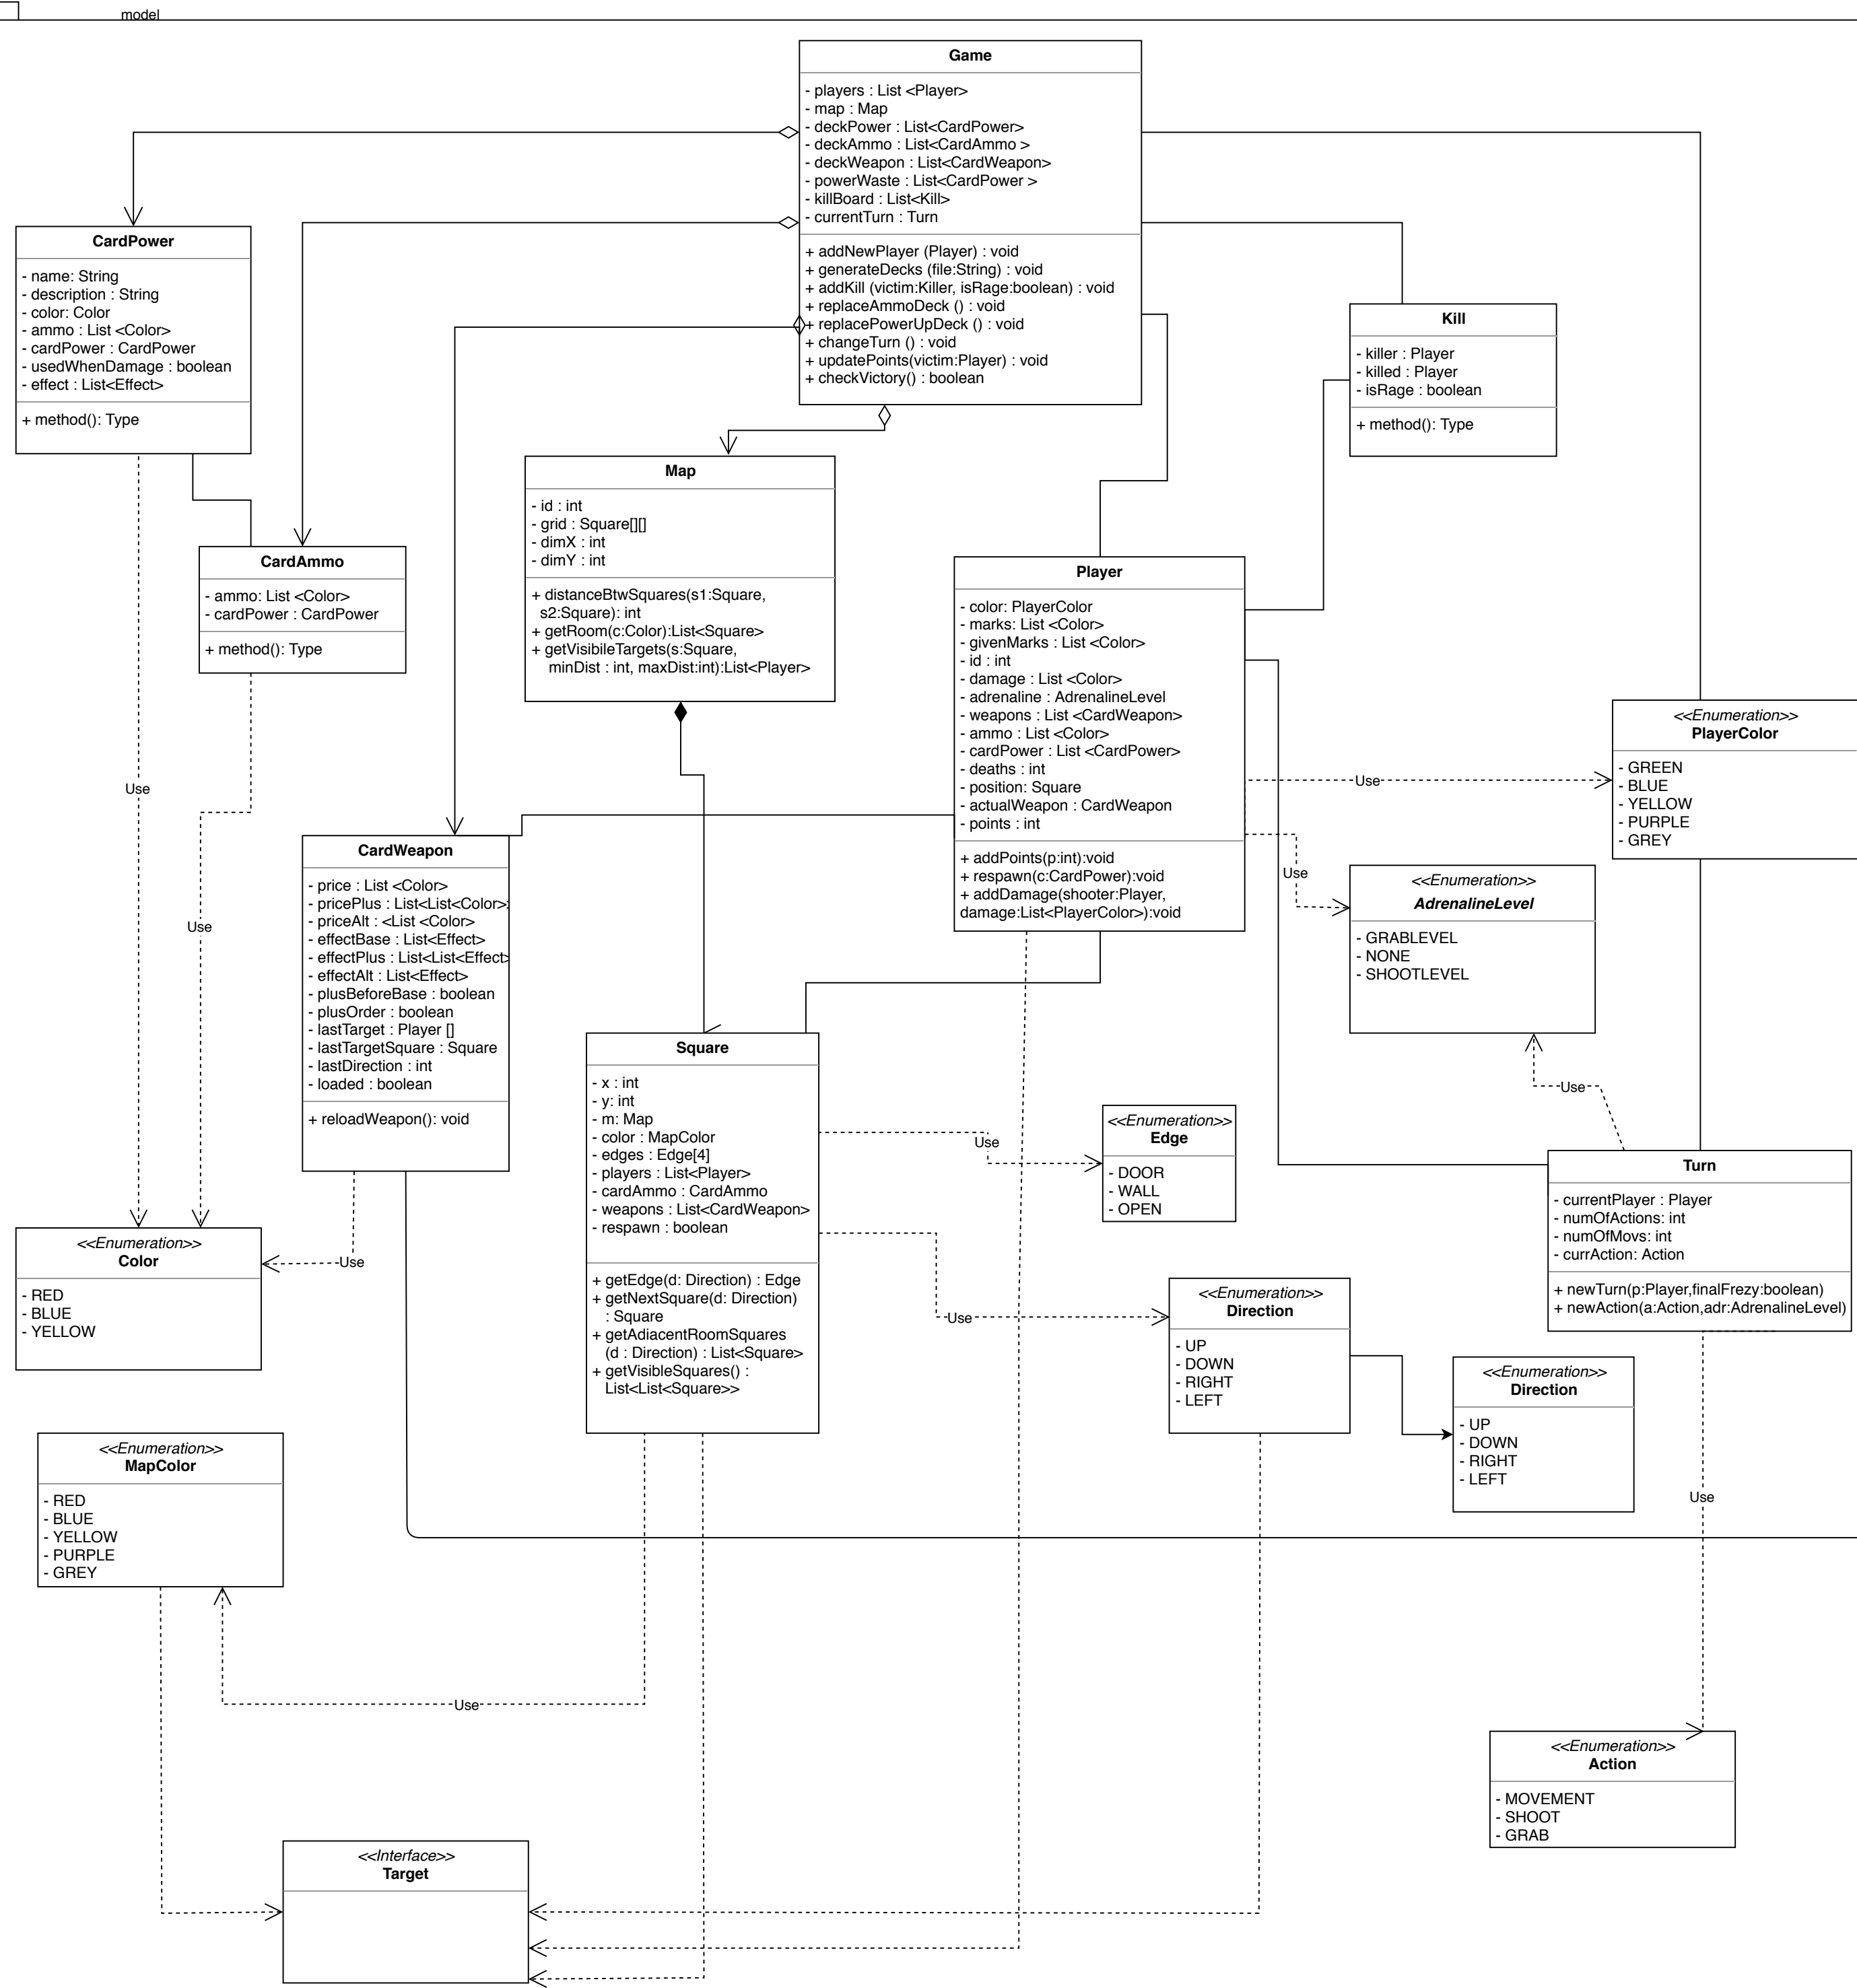 model
Game
- players : List <Player>
- map : Map
- deckPower : List<CardPower>
- deckAmmo : List<CardAmmo >
- deckWeapon : List<CardWeapon>
- powerWaste : List<CardPower >
- killBoard : List<Kill>
- currentTurn : Turn
+ addNewPlayer (Player) : void
+ generateDecks (file:String) : void
+ addKill (victim:Killer, isRage:boolean) : void
+ replaceAmmoDeck () : void
+ replacePowerUpDeck () : void
+ changeTurn () : void
+ updatePoints(victim:Player) : void
+ checkVictory() : boolean
CardPower
- name: String
- description : String
- color: Color
- ammo : List <Color>
- cardPower : CardPower
- usedWhenDamage : boolean
- effect : List<Effect>
+ method(): Type
Kill
- killer : Player
- killed : Player
- isRage : boolean
+ method(): Type
Map
- id : int
- grid : Square[][]
- dimX : int
- dimY : int
+ distanceBtwSquares(s1:Square,
s2:Square): int
+ getRoom(c:Color):List<Square>
+ getVisibileTargets(s:Square,
minDist : int, maxDist:int):List<Player>
CardAmmo
- ammo: List <Color>
- cardPower : CardPower
+ method(): Type
Player
- color: PlayerColor
- marks: List <Color>
- givenMarks : List <Color>
- id : int
- damage : List <Color>
- adrenaline : AdrenalineLevel
- weapons : List <CardWeapon>
- ammo : List <Color>
- cardPower : List <CardPower>
- deaths : int
- position: Square
- actualWeapon : CardWeapon
- points : int
+ addPoints(p:int):void
+ respawn(c:CardPower):void
+ addDamage(shooter:Player,
damage:List<PlayerColor>):void
<<Enumeration>>
PlayerColor
- GREEN
- BLUE
- YELLOW
- PURPLE
- GREY
Use
Use
Use
Use
CardWeapon
- price : List <Color>
- pricePlus : List<List<Color>
- priceAlt : <List <Color>
- effectBase : List<Effect>
- effectPlus : List<List<Effect>
- effectAlt : List<Effect>
- plusBeforeBase : boolean
- plusOrder : boolean
- lastTarget : Player []
- lastTargetSquare : Square
- lastDirection : int
- loaded : boolean
+ reloadWeapon(): void
<<Enumeration>>
AdrenalineLevel
- GRABLEVEL
- NONE
- SHOOTLEVEL
Use
Square
- x : int
- y: int
- m: Map
- color : MapColor
- edges : Edge[4]
- players : List<Player>
- cardAmmo : CardAmmo
- weapons : List<CardWeapon>
- respawn : boolean
+ getEdge(d: Direction) : Edge
+ getNextSquare(d: Direction)
: Square
+ getAdiacentRoomSquares
(d : Direction) : List<Square>
+ getVisibleSquares() :
List<List<Square>>
Use
<<Enumeration>>
Edge
- DOOR
- WALL
- OPEN
Turn
- currentPlayer : Player
- numOfActions: int
- numOfMovs: int
- currAction: Action
+ newTurn(p:Player,finalFrezy:boolean)
+ newAction(a:Action,adr:AdrenalineLevel)
<<Enumeration>>
Color
- RED
- BLUE
- YELLOW
Use
Use
<<Enumeration>>
Direction
- UP
- DOWN
- RIGHT
- LEFT
<<Enumeration>>
Direction
- UP
- DOWN
- RIGHT
- LEFT
<<Enumeration>>
MapColor
- RED
- BLUE
- YELLOW
- PURPLE
- GREY
Use
Use
<<Enumeration>>
Action
- MOVEMENT
- SHOOT
- GRAB
<<Interface>>
Target